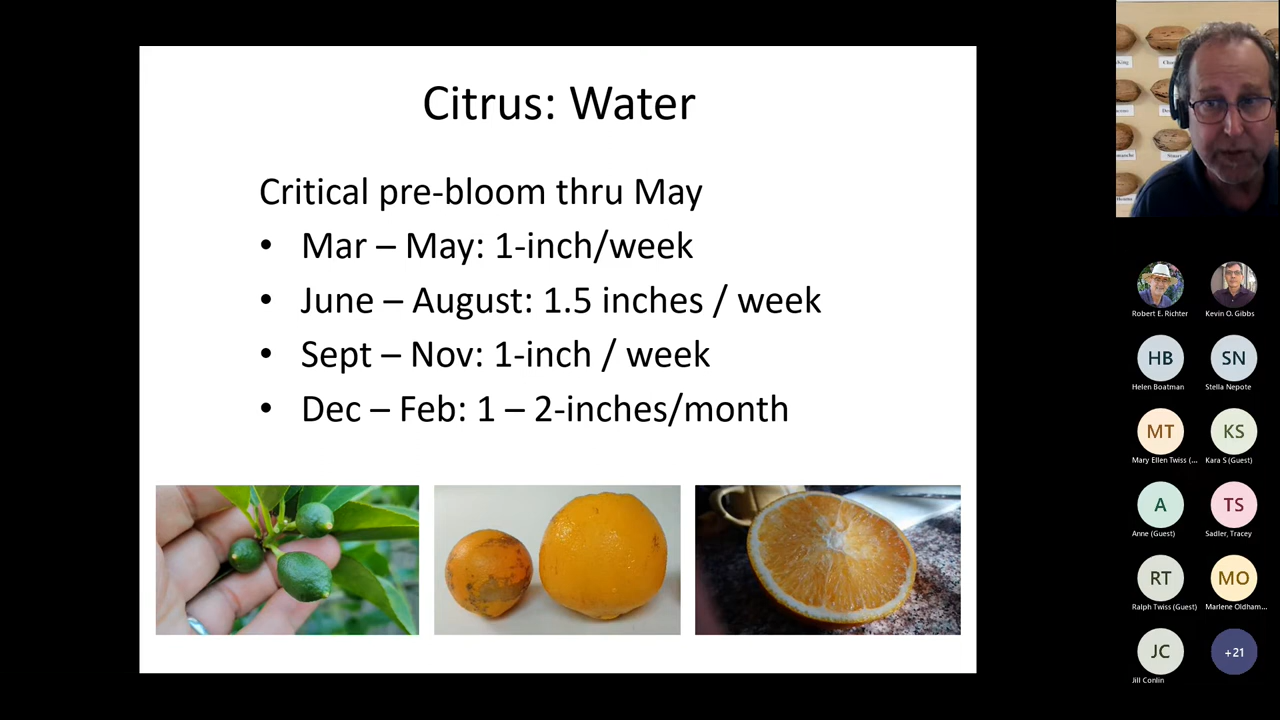 Citrus: Water
Critical pre-bloom thru May
• Mar – May: 1-inch/week
• June – August: 1.5 inches / week
• Sept – Nov: 1-inch / week
• Dec – Feb: 1 – 2-inches/month
Robert E. Richter
Kevin O. Gibbs
HB
SN
Helen Boatman
Stella Nepote
MT
KS
Mary Ellen Twiss (...
Kara S (Guest)
A
TS
Anne (Guest)
Sadler, Tracey
RT
MO
Ralph Twiss (Guest)
Marlene Oldham...
JC
+21
Jill Conlin